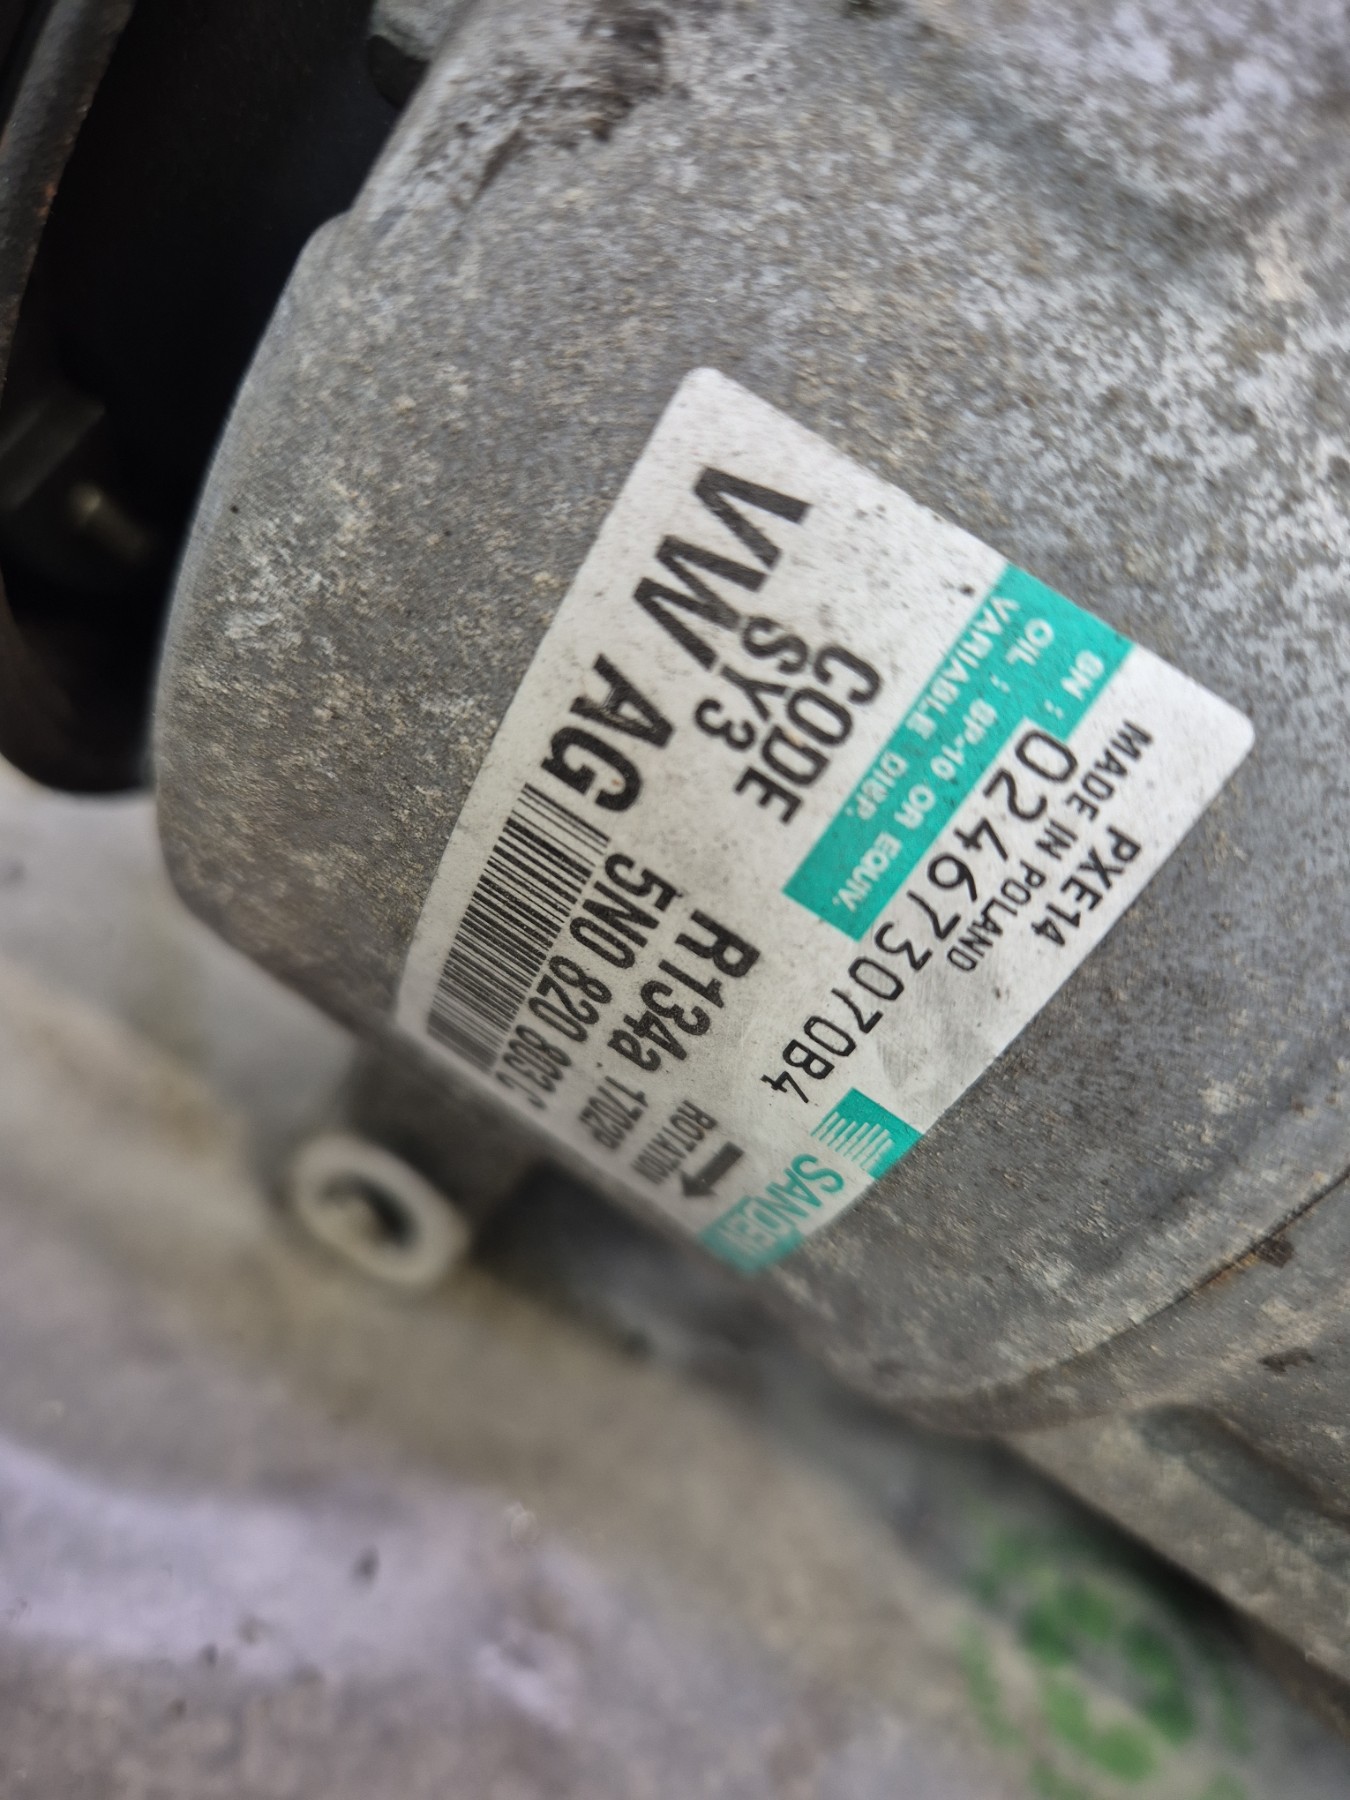 PXE14
MADE IN POLAND
SN : 02467307084
OIL : SP-10 OR EQUIV.
VARIABLE DISP.
SANDEN
CODE
SY3
R134a 1702P
ROTATION
VW AG
5N0 820 803